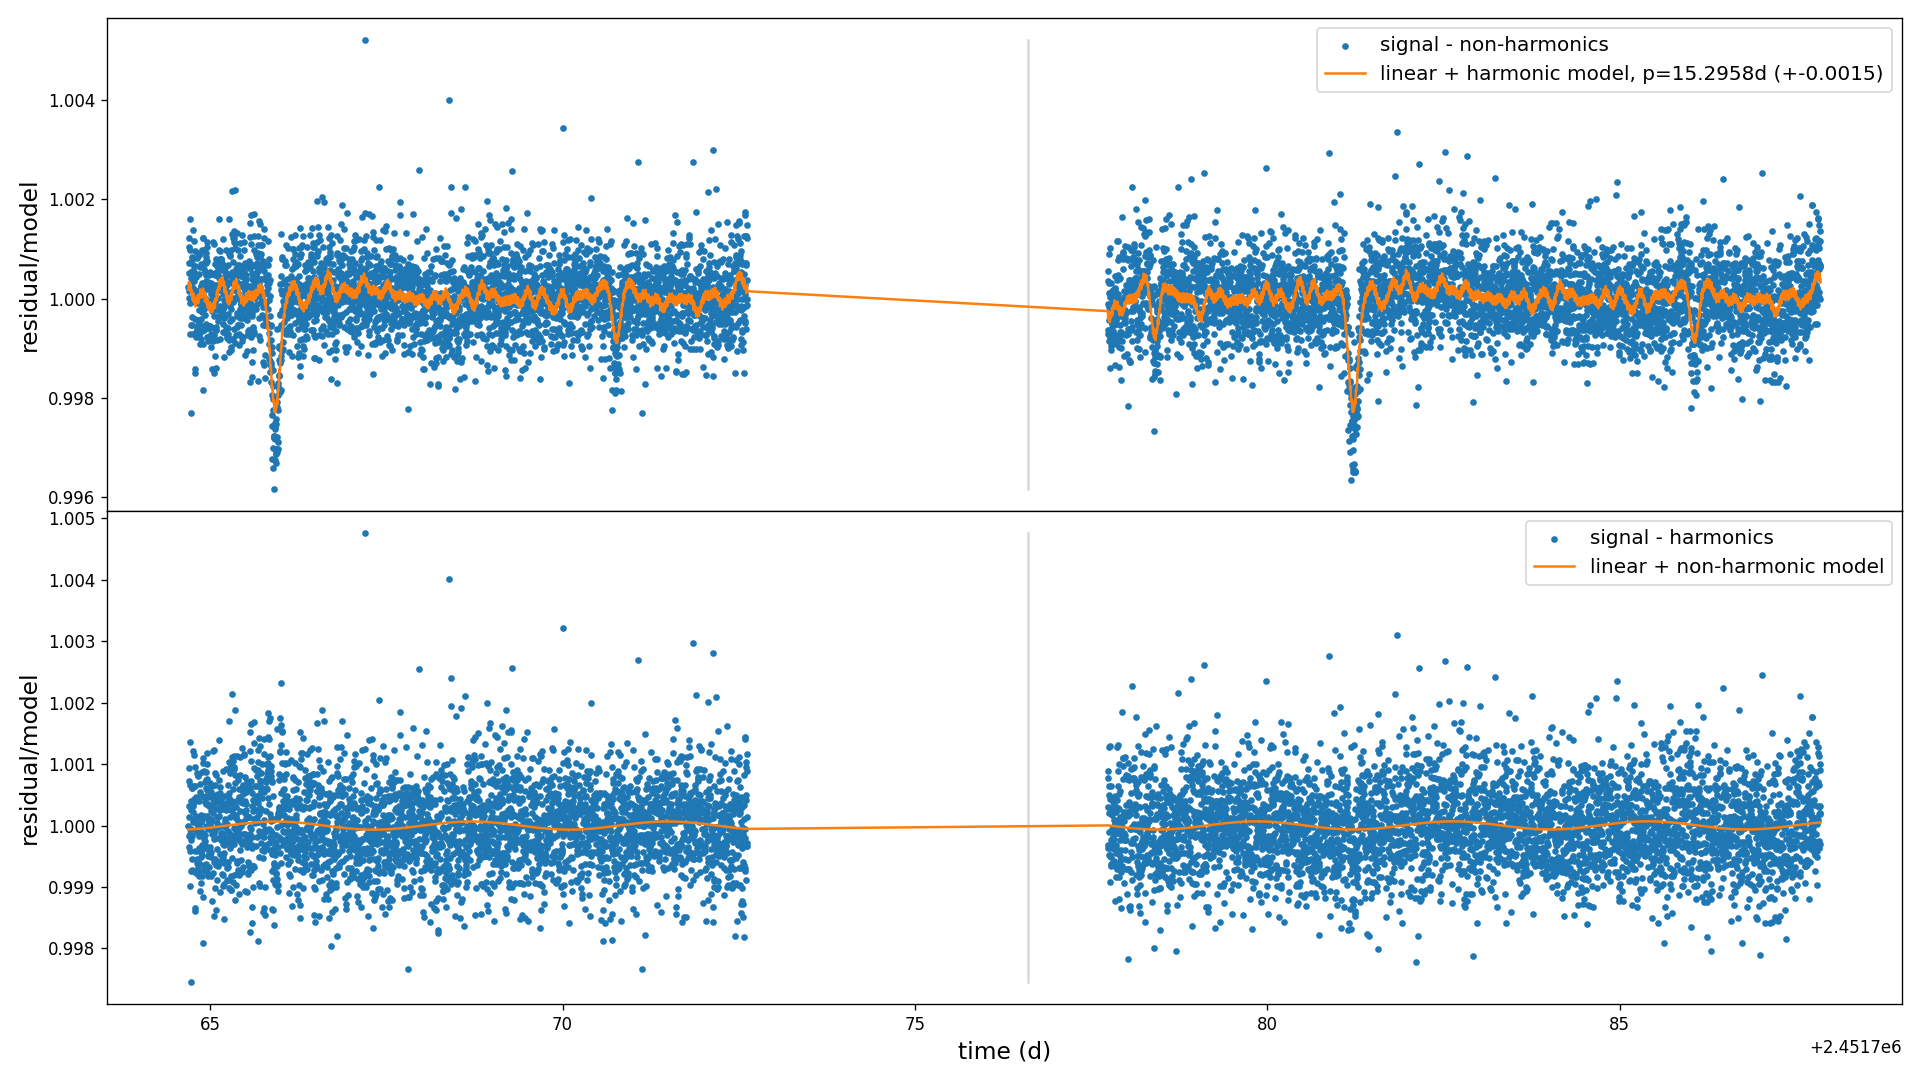 signal - non-harmonics
linear + harmonic model, p=15.2958d (+-0.0015)
residual/model
1.004
1.002
1.000
0.998
0.996
signal - harmonics
linear + non-harmonic model
residual/model
1.005
1.004
1.003
1.002
1.001
1.000
0.999
0.998
65
70
75
80
85
time (d)
+2.4517e6